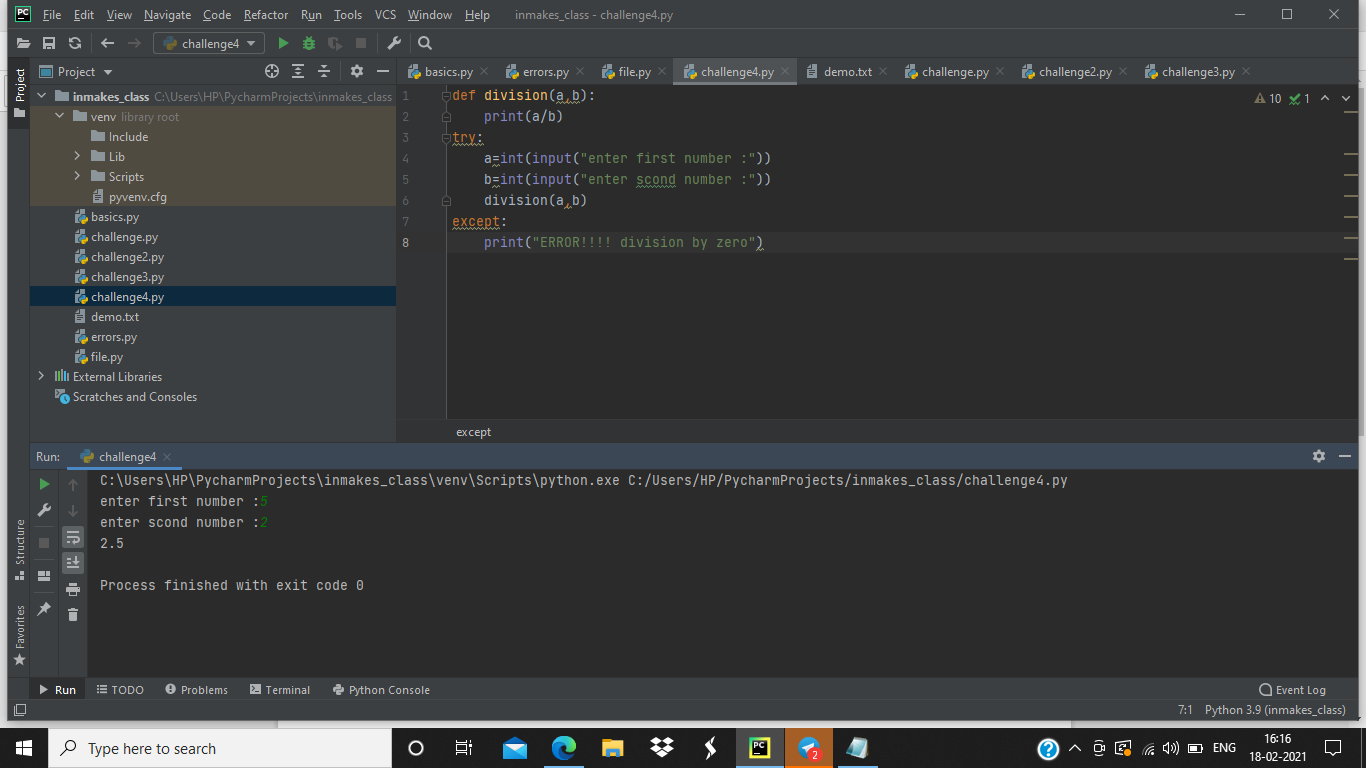 PC File Edit View Navigate Code Refactor Run Tools VCS Window Help inmakes_class - challenge4.py
challenge4
Project
Project
basics.py errors.py file.py challenge4.py demo.txt challenge.py challenge2.py challenge3.py
inmakes_class C:\Users\HP\PycharmProjects\inmakes_class
venv library root
Include
Lib
Scripts
pyvenv.cfg
basics.py
challenge.py
challenge2.py
challenge3.py
challenge4.py
demo.txt
errors.py
file.py
External Libraries
Scratches and Consoles
1 def division(a,b):
2 print(a/b)
3 try:
4 a=int(input("enter first number :"))
5 b=int(input("enter scond number :"))
6 division(a,b)
7 except:
8 print("ERROR!!!! division by zero")
10 1
except
Run: challenge4
C:\Users\HP\PycharmProjects\inmakes_class\venv\Scripts\python.exe C:/Users/HP/PycharmProjects/inmakes_class/challenge4.py
enter first number :5
enter scond number :2
2.5
Process finished with exit code 0
Structure
Favorites
Run TODO Problems Terminal Python Console Event Log
7:1 Python 3.9 (inmakes_class)
Type here to search
PC
2
ENG
16:16
18-02-2021